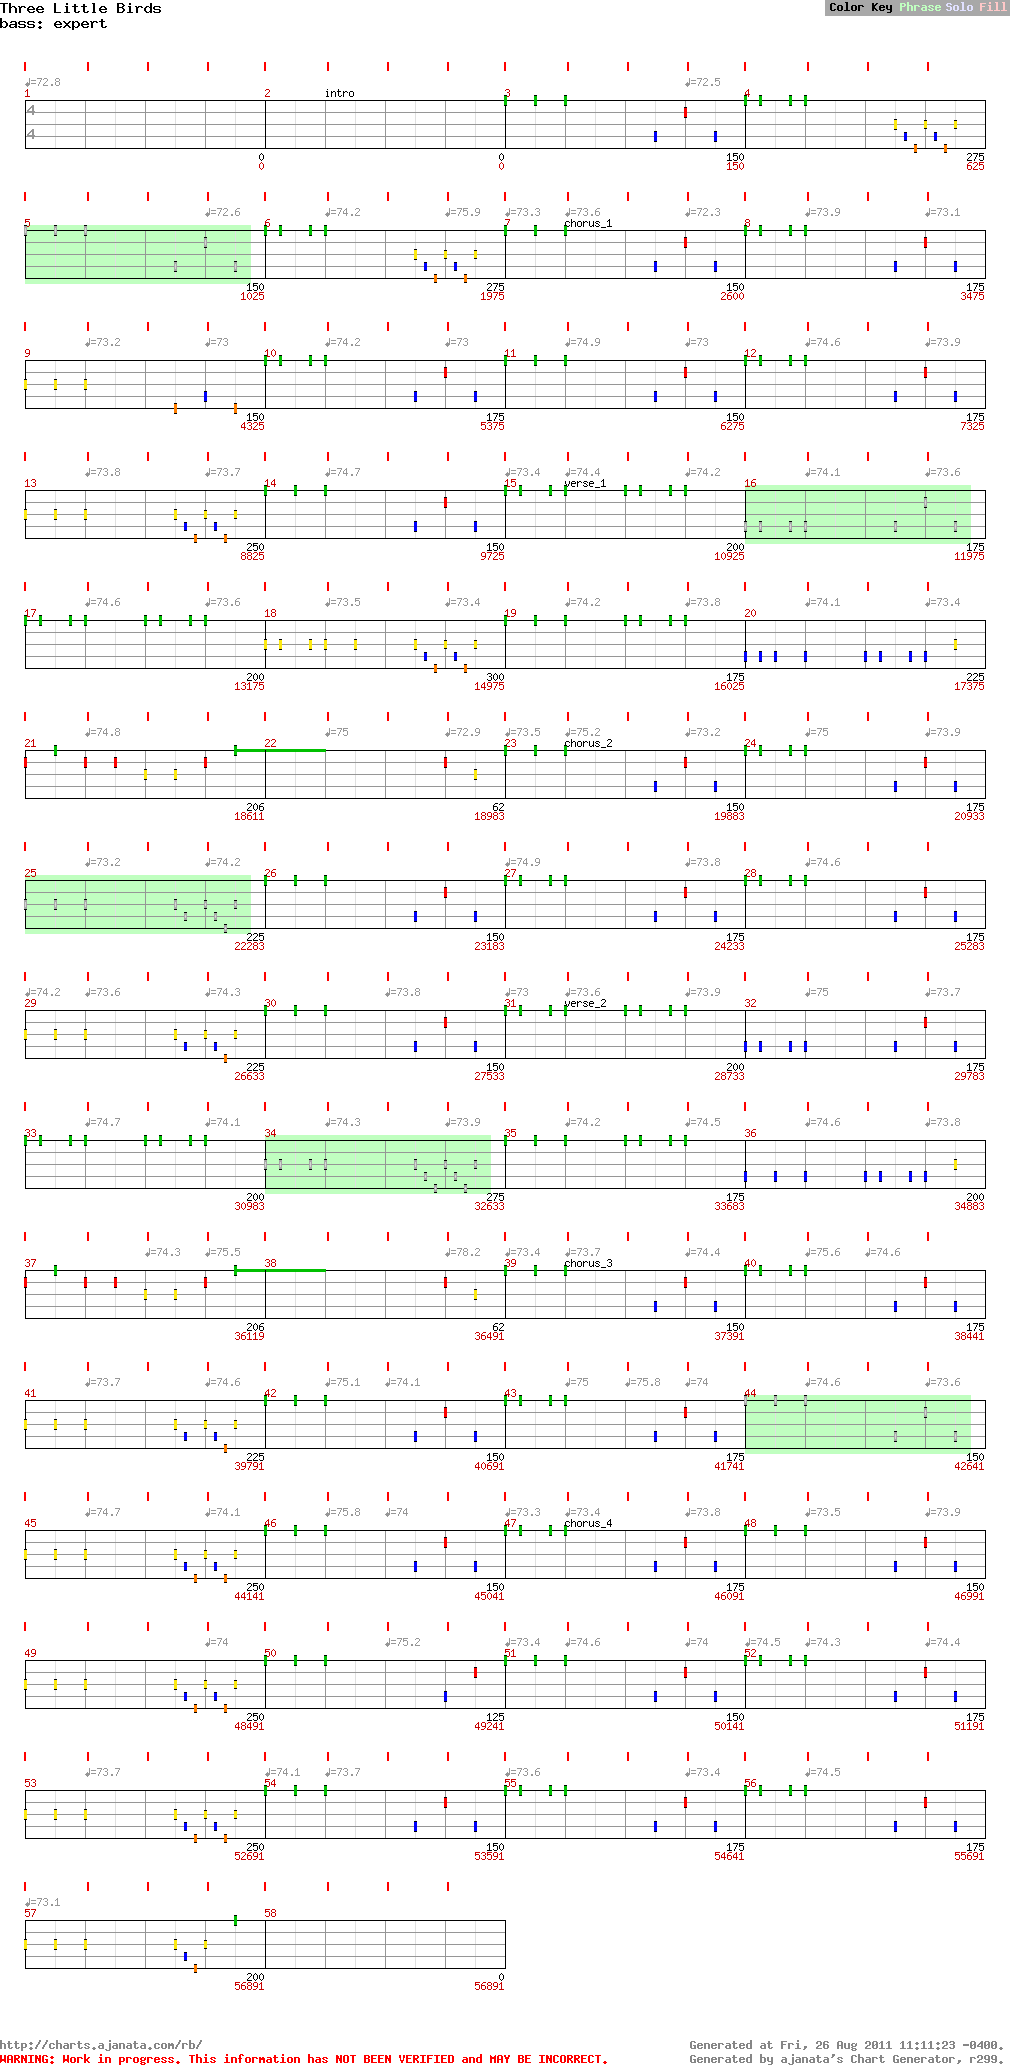 Three Little Birds
Color Key Phrase Solo Fill
bass: expert
♩=72.8 ♩=72.5
1 2 intro 3 4
4
4
0 0 150 275
0 0 150 625
♩=72.6 ♩=74.2 ♩=75.9 ♩=73.3 ♩=73.6 ♩=72.3 ♩=73.9 ♩=73.1
5 6 7 chorus_1 8
150 275 150 175
1025 1975 2600 3475
♩=73.2 ♩=73 ♩=74.2 ♩=73 ♩=74.9 ♩=73 ♩=74.6 ♩=73.9
9 10 11 12
150 175 150 175
4325 5375 6275 7325
♩=73.8 ♩=73.7 ♩=74.7 ♩=73.4 ♩=74.4 ♩=74.2 ♩=74.1 ♩=73.6
13 14 15 verse_1 16
250 150 200 175
8825 9725 10925 11975
♩=74.6 ♩=73.6 ♩=73.5 ♩=73.4 ♩=74.2 ♩=73.8 ♩=74.1 ♩=73.4
17 18 19 20
200 300 175 225
13175 14975 16025 17375
♩=74.8 ♩=75 ♩=72.9 ♩=73.5 ♩=75.2 ♩=73.2 ♩=75 ♩=73.9
21 22 23 chorus_2 24
206 62 150 175
18611 18983 19883 20933
♩=73.2 ♩=74.2 ♩=74.9 ♩=73.8 ♩=74.6
25 26 27 28
225 150 175 175
22283 23183 24233 25283
♩=74.2 ♩=73.6 ♩=74.3 ♩=73.8 ♩=73 ♩=73.6 ♩=73.9 ♩=75 ♩=73.7
29 30 31 verse_2 32
225 150 200 175
26633 27533 28733 29783
♩=74.7 ♩=74.1 ♩=74.3 ♩=73.9 ♩=74.2 ♩=74.5 ♩=74.6 ♩=73.8
33 34 35 36
200 275 175 200
30983 32633 33683 34883
♩=74.3 ♩=75.5 ♩=78.2 ♩=73.4 ♩=73.7 ♩=74.4 ♩=75.6 ♩=74.6
37 38 39 chorus_3 40
206 62 150 175
36119 36491 37391 38441
♩=73.7 ♩=74.6 ♩=75.1 ♩=74.1 ♩=75 ♩=75.8 ♩=74 ♩=74.6 ♩=73.6
41 42 43 44
225 150 175 150
39791 40691 41741 42641
♩=74.7 ♩=74.1 ♩=75.8 ♩=74 ♩=73.3 ♩=73.4 ♩=73.8 ♩=73.5 ♩=73.9
45 46 47 chorus_4 48
250 150 175 150
44141 45041 46091 46991
♩=74 ♩=75.2 ♩=73.4 ♩=74.6 ♩=74 ♩=74.5 ♩=74.3 ♩=74.4
49 50 51 52
250 125 150 175
48491 49241 50141 51191
♩=73.7 ♩=74.1 ♩=73.7 ♩=73.6 ♩=73.4 ♩=74.5
53 54 55 56
250 150 175 175
52691 53591 54641 55691
♩=73.1
57 58
200 0
56891 56891
http://charts.ajanata.com/rb/
Generated at Fri, 26 Aug 2011 11:11:23 -0400.
WARNING: Work in progress. This information has NOT BEEN VERIFIED and MAY BE INCORRECT.
Generated by ajanata's Chart Generator, r299.